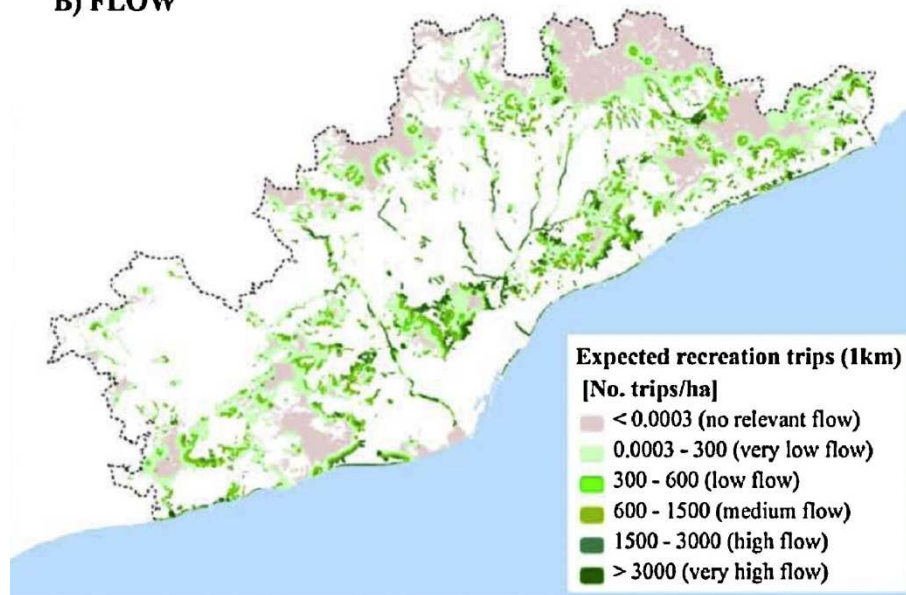 B) FLOW
Expected recreation trips (1km)
[No. trips/ha]
< 0.0003 (no relevant flow)
0.0003 - 300 (very low flow)
300 - 600 (low flow)
600 - 1500 (medium flow)
1500 - 3000 (high flow)
> 3000 (very high flow)